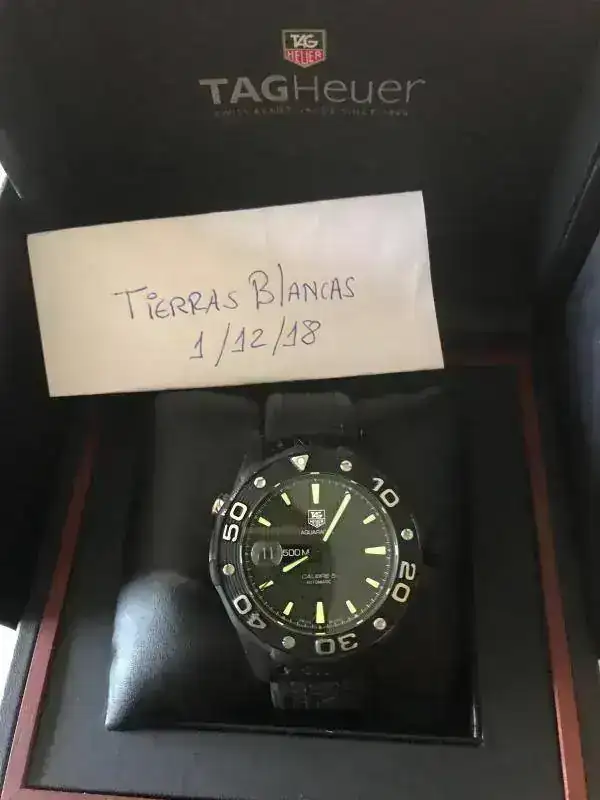 TAG
HEUER
TAGHeuer
TIERRAS BLANCAS
1/12/18
10
20
30
40
50
TAG
HEUER
AQUARACER
11
500 M
CALIBRE 5
AUTOMATIC